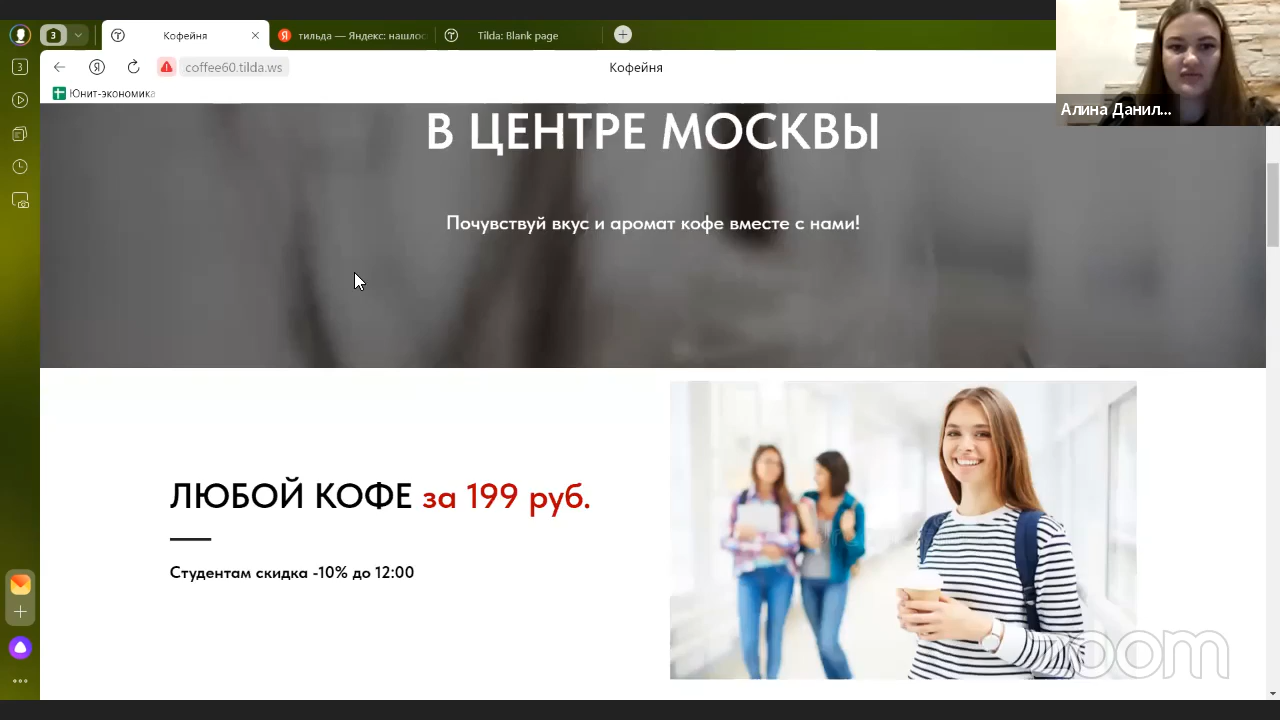 3
Кофейня
тильда — Яндекс: нашлос
Tilda: Blank page
3
Я
coffee60.tilda.ws
Кофейня
Юнит-экономика
Алина Данил...
В ЦЕНТРЕ МОСКВЫ
Почувствуй вкус и аромат кофе вместе с нами!
ЛЮБОЙ КОФЕ за 199 руб.
Студентам скидка -10% до 12:00
zoom